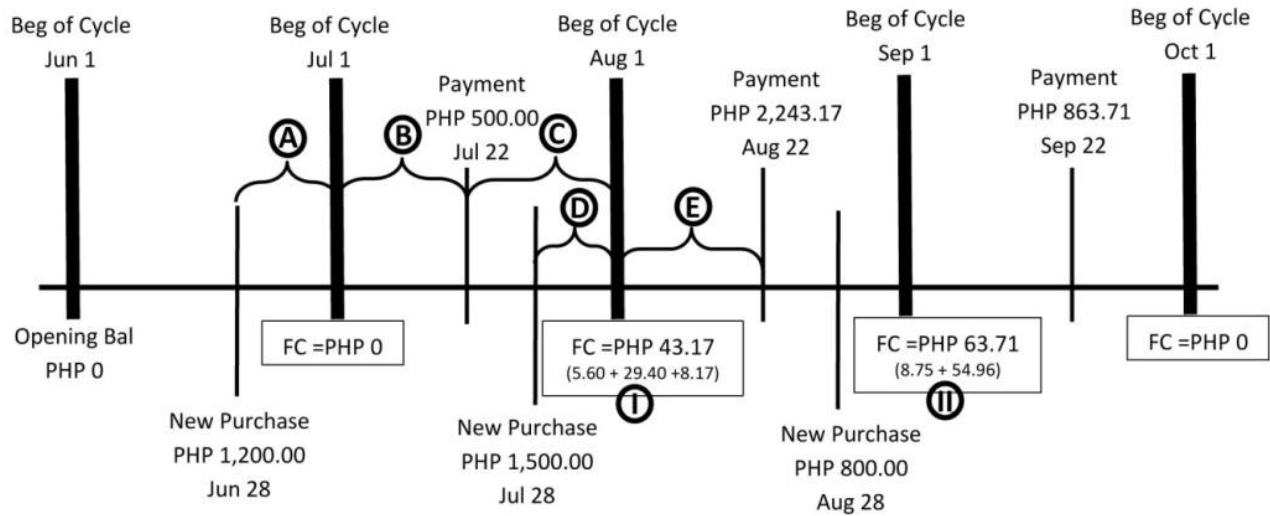 Beg of Cycle
Jun 1
Beg of Cycle
Jul 1
Beg of Cycle
Aug 1
Beg of Cycle
Sep 1
Beg of Cycle
Oct 1
Payment
PHP 500.00
Jul 22
Payment
PHP 2,243.17
Aug 22
Payment
PHP 863.71
Sep 22
A
B
C
D
E
Opening Bal
PHP 0
FC =PHP 0
FC =PHP 43.17
(5.60 + 29.40 +8.17)
I
FC =PHP 63.71
(8.75 + 54.96)
II
FC =PHP 0
New Purchase
PHP 1,200.00
Jun 28
New Purchase
PHP 1,500.00
Jul 28
New Purchase
PHP 800.00
Aug 28